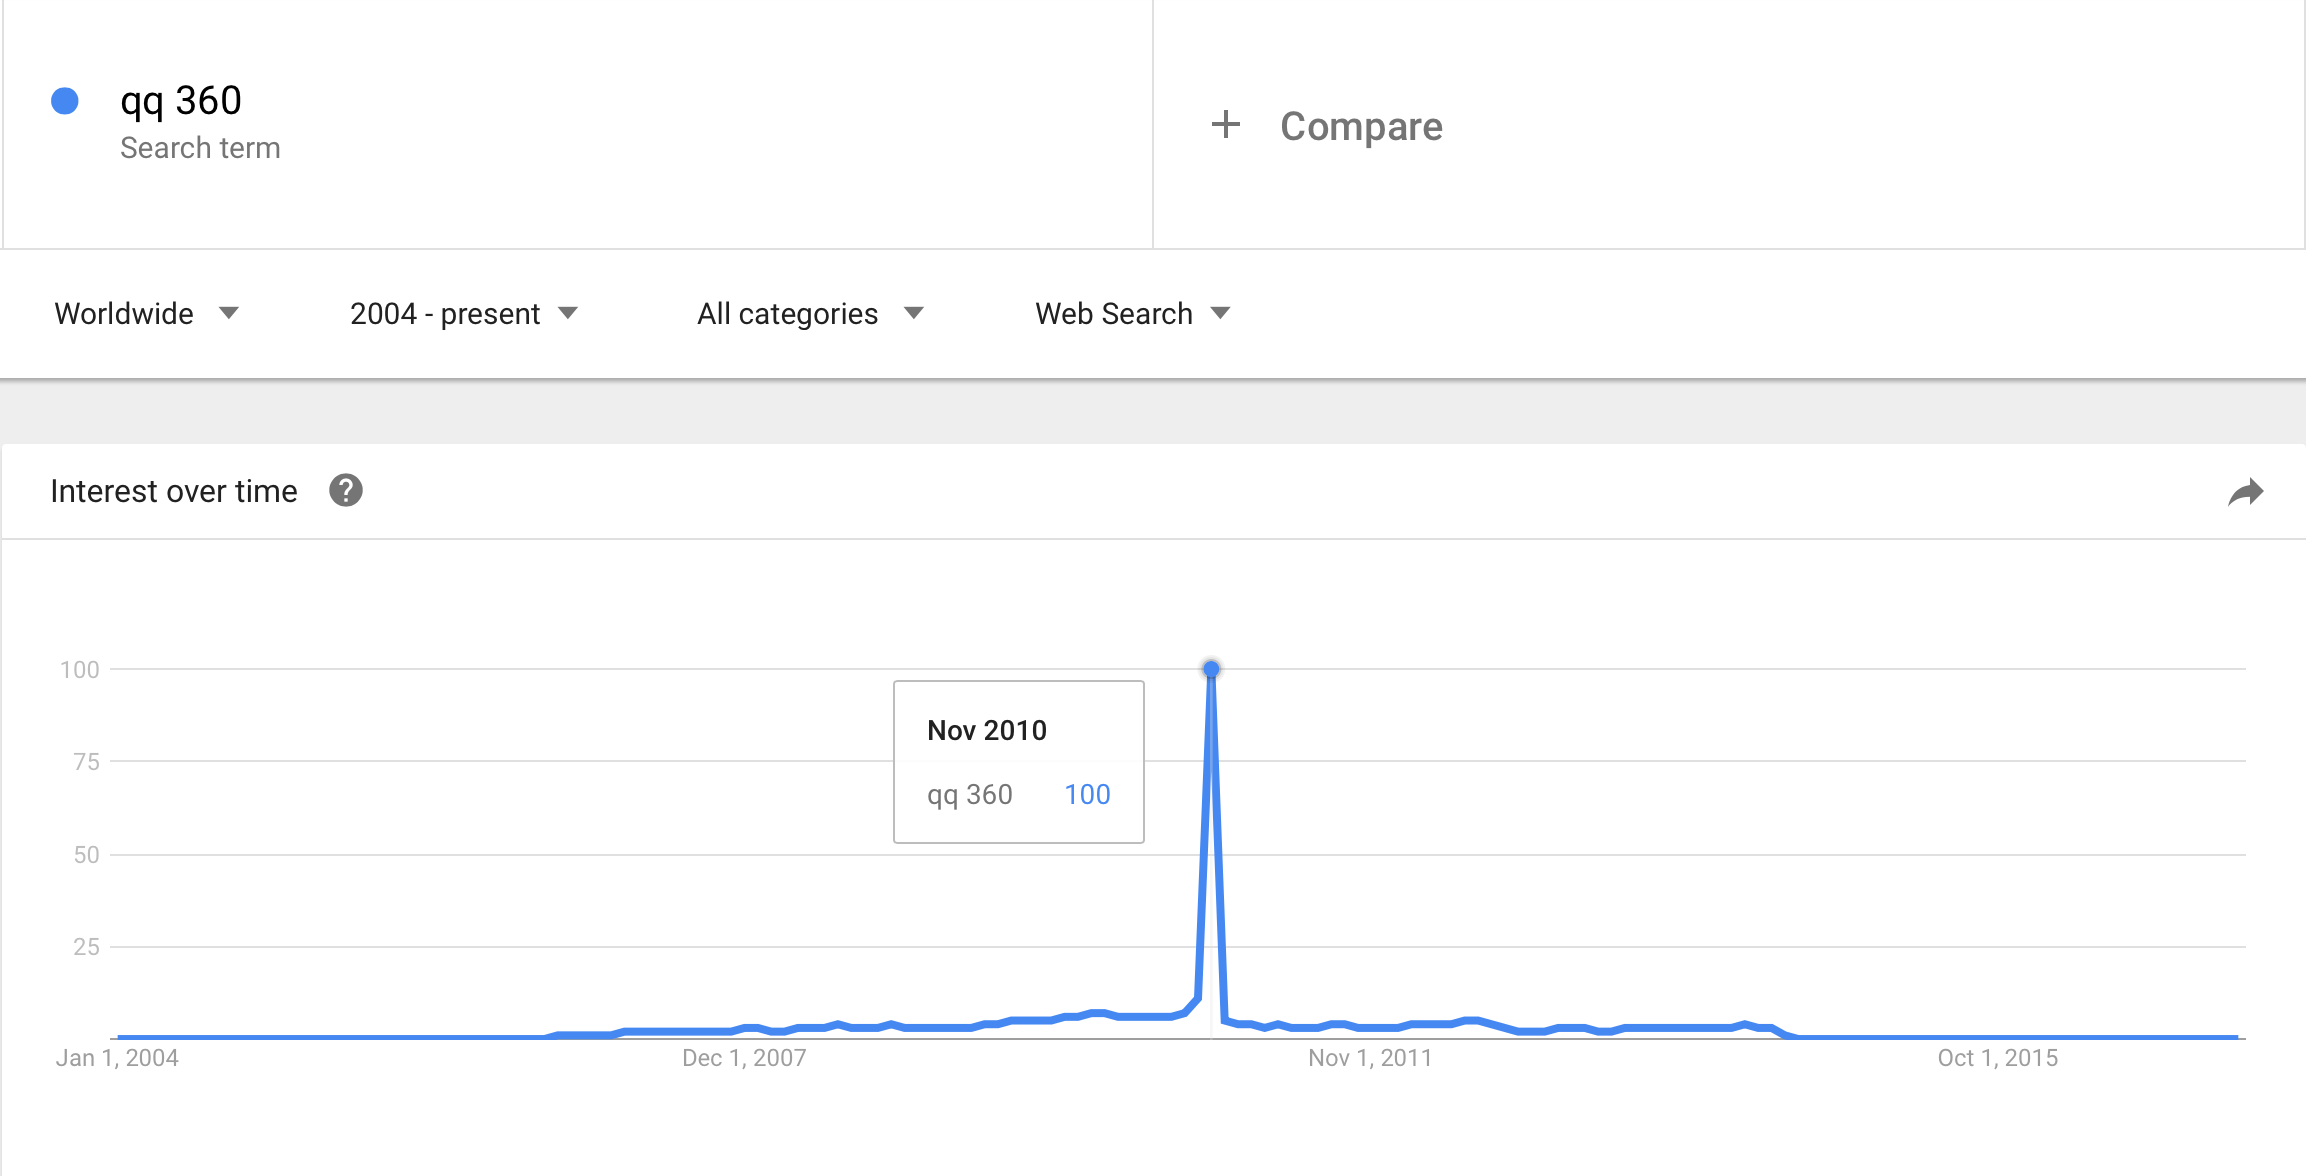 qq 360
Search term
+ Compare
Worldwide 2004 - present All categories Web Search
Interest over time ?
100
75
50
25
Nov 2010
qq 360 100
Jan 1, 2004 Dec 1, 2007 Nov 1, 2011 Oct 1, 2015